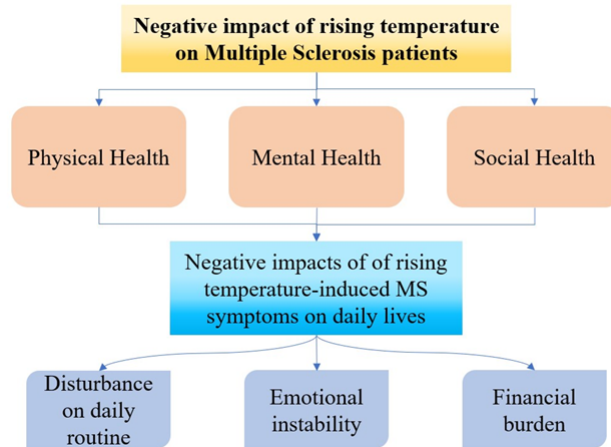 Negative impact of rising temperature
on Multiple Sclerosis patients
Physical Health
Mental Health
Social Health
Negative impacts of of rising
temperature-induced MS
symptoms on daily lives
Disturbance
on daily
routine
Emotional
instability
Financial
burden